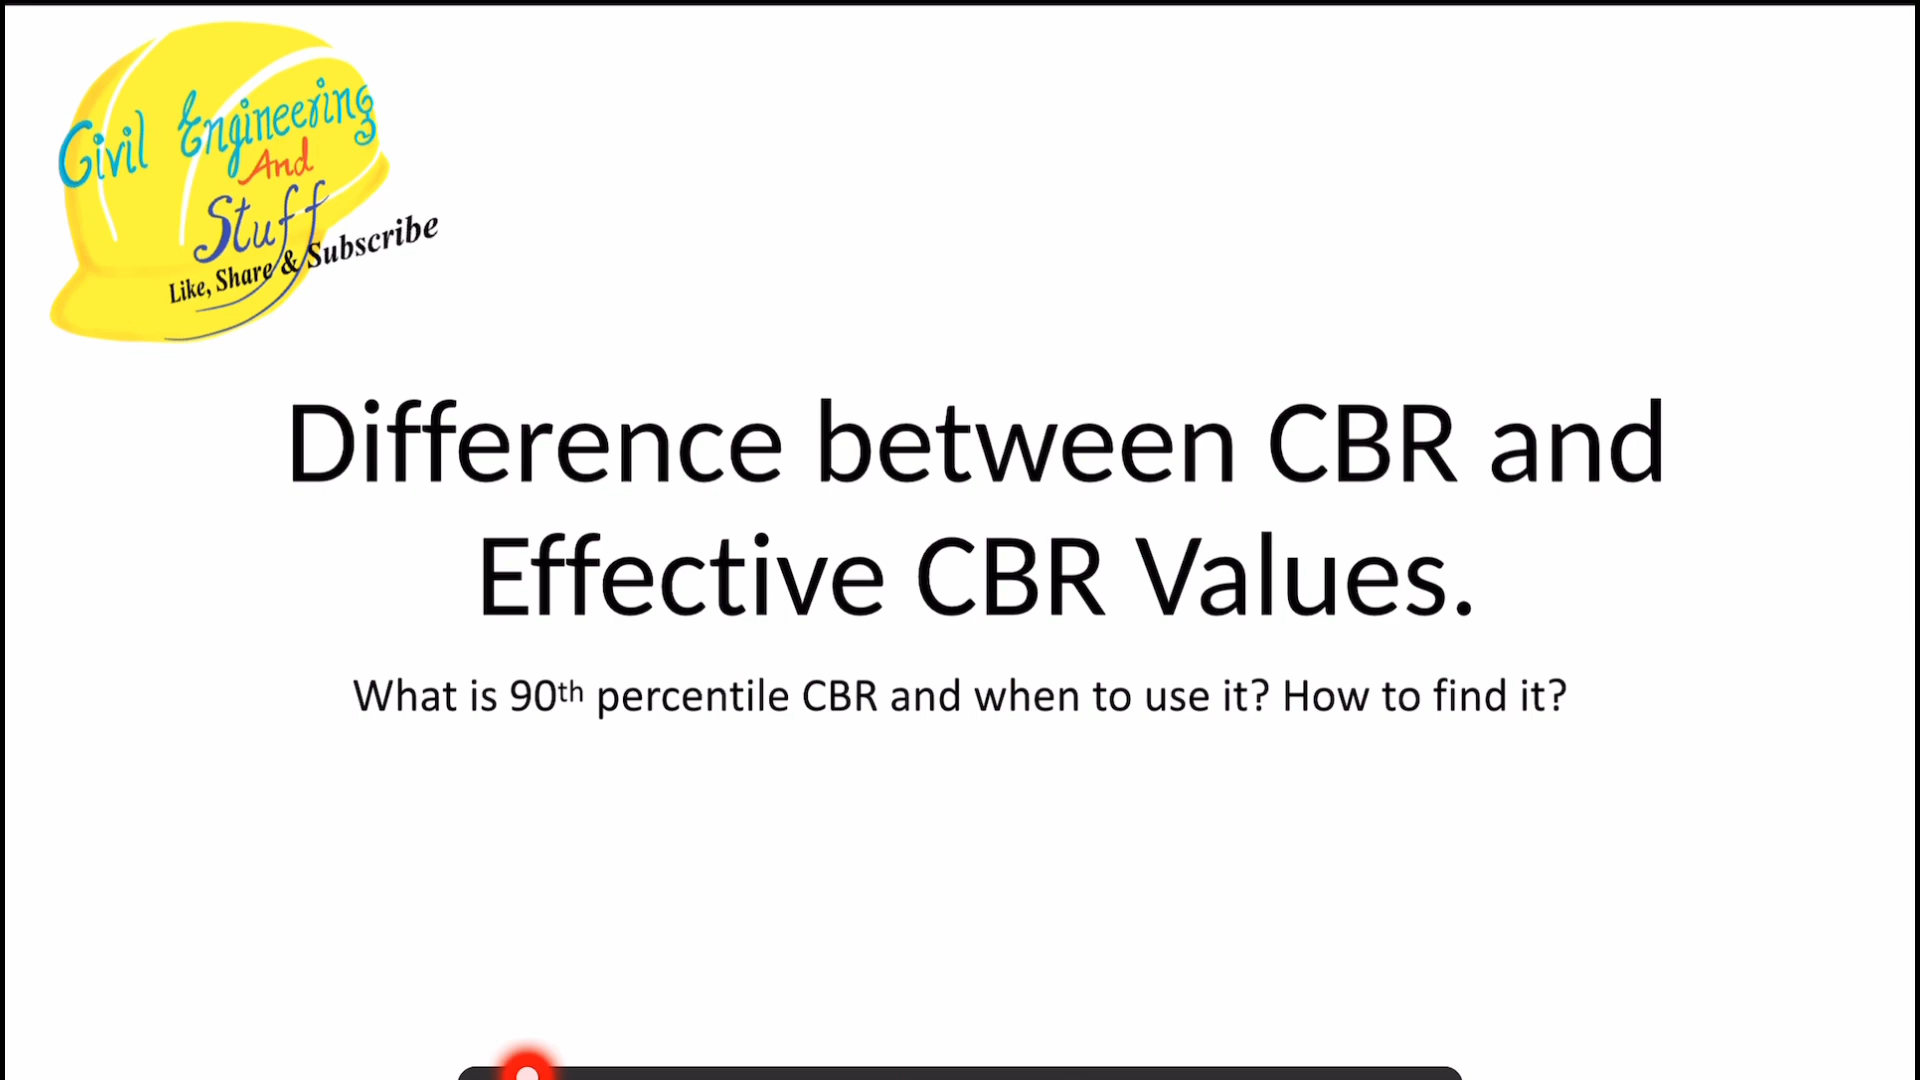 Civil Engineering
And
Stuff
Like, Share & Subscribe
Difference between CBR and
Effective CBR Values.
What is 90th percentile CBR and when to use it? How to find it?